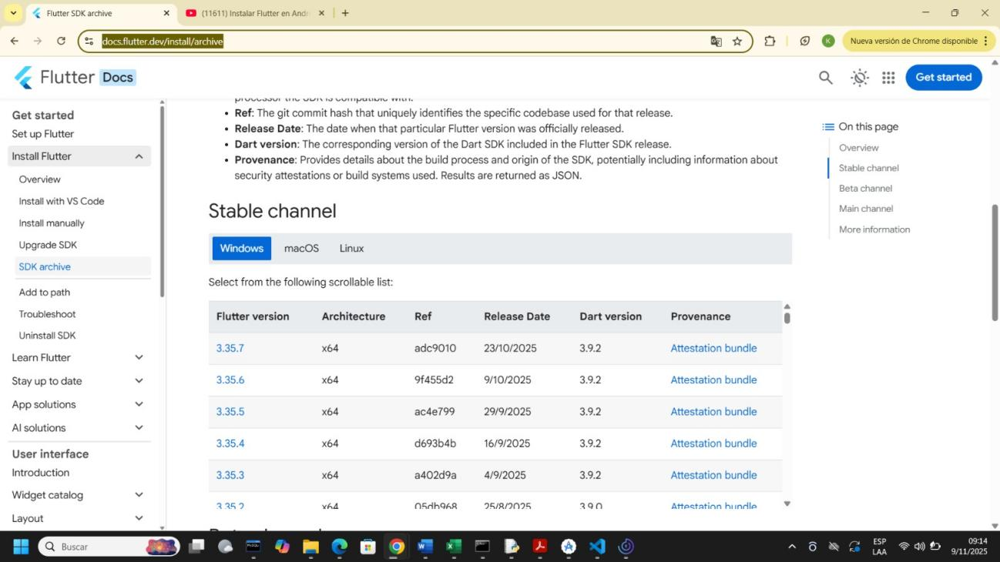 Flutter SDK archive
(11611) Instalar Flutter en Andr
docs.flutter.dev/install/archive
K
Nueva versión de Chrome disponible
Flutter Docs
Get started
Get started
Set up Flutter
Install Flutter
Overview
Install with VS Code
Install manually
Upgrade SDK
SDK archive
Add to path
Troubleshoot
Uninstall SDK
Learn Flutter
Stay up to date
App solutions
AI solutions
User interface
Introduction
Widget catalog
Layout
processor the SDK is compatible with.
• Ref: The git commit hash that uniquely identifies the specific codebase used for that release.
• Release Date: The date when that particular Flutter version was officially released.
• Dart version: The corresponding version of the Dart SDK included in the Flutter SDK release.
• Provenance: Provides details about the build process and origin of the SDK, potentially including information about
security attestations or build systems used. Results are returned as JSON.
Stable channel
Windows macOS Linux
Select from the following scrollable list:
Flutter version Architecture Ref Release Date Dart version Provenance
3.35.7 x64 adc9010 23/10/2025 3.9.2 Attestation bundle
3.35.6 x64 9f455d2 9/10/2025 3.9.2 Attestation bundle
3.35.5 x64 ac4e799 29/9/2025 3.9.2 Attestation bundle
3.35.4 x64 d693b4b 16/9/2025 3.9.2 Attestation bundle
3.35.3 x64 a402d9a 4/9/2025 3.9.2 Attestation bundle
3.35.2 x64 05db968 25/8/2025 3.9.0 Attestation bundle
On this page
Overview
Stable channel
Beta channel
Main channel
More information
Buscar
ESP
LAA
09:14
9/11/2025